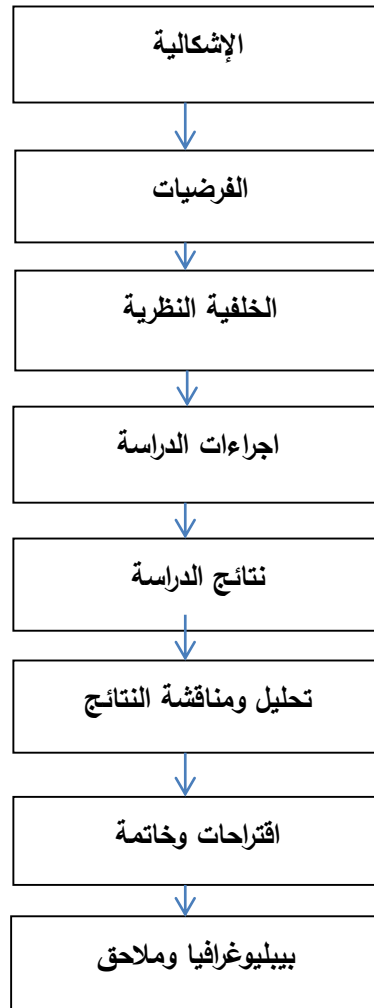 الإشكالية
الفرضيات
الخلفية النظرية
اجراءات الدراسة
نتائج الدراسة
تحليل ومناقشة النتائج
اقتراحات وخاتمة
بيبليوغرافيا وملاحق